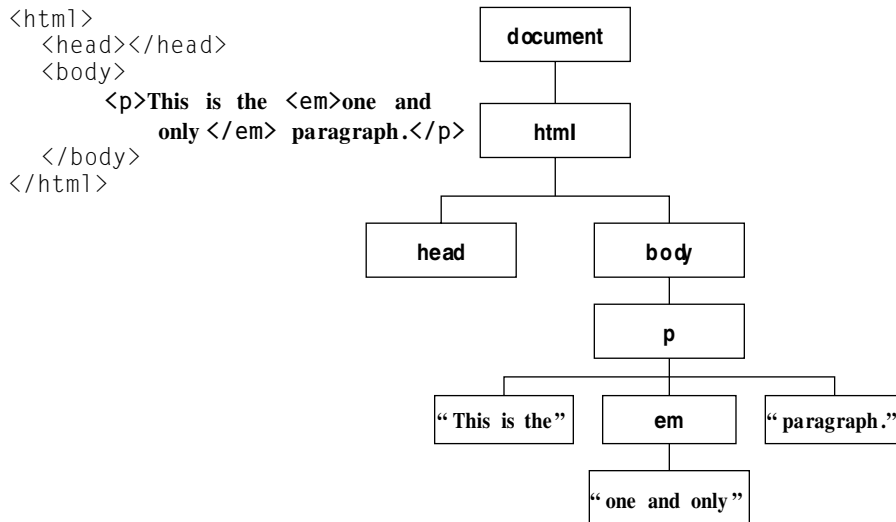 <html>
<head></head>
<body>
<p>This is the <em>one and
only </em> paragraph.</p>
</body>
</html>
document
html
head
body
p
“This is the”
em
“paragraph.”
“one and only”